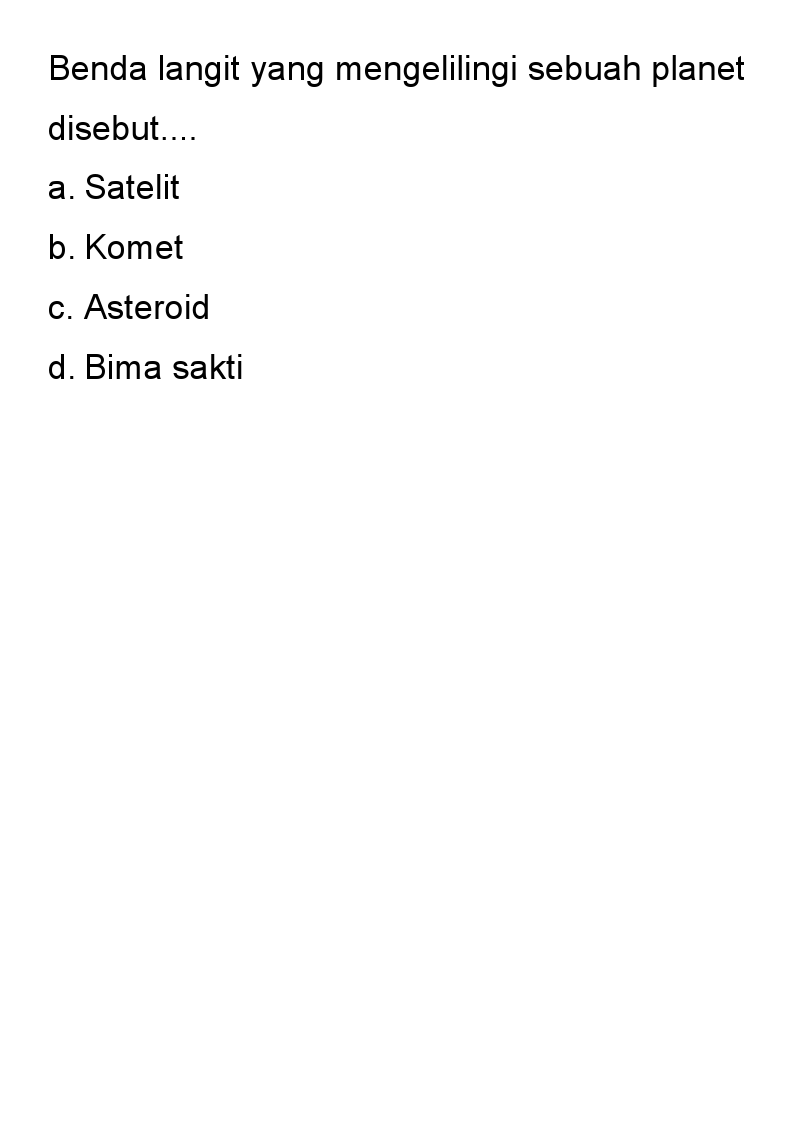 Benda langit yang mengelilingi sebuah planet
disebut....
a. Satelit
b. Komet
c. Asteroid
d. Bima sakti